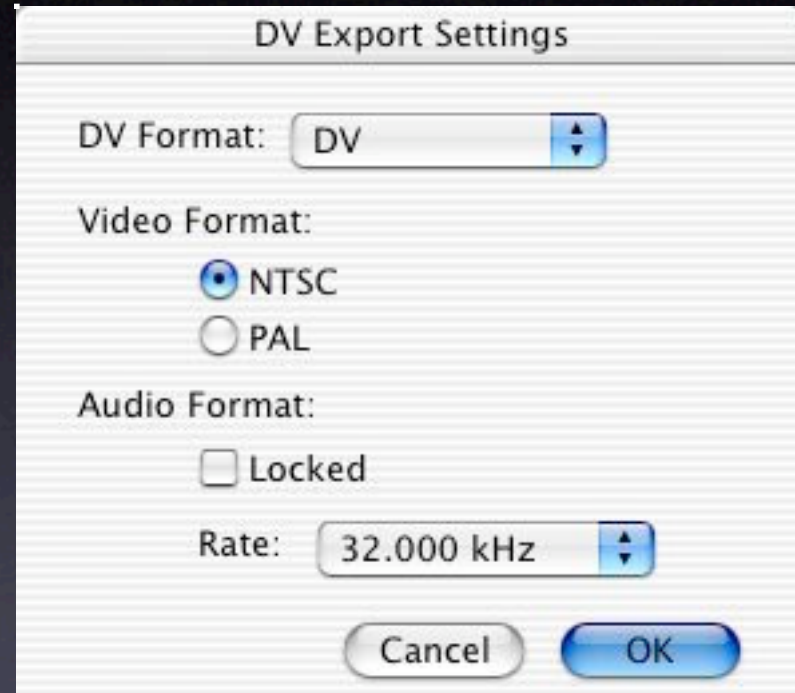 DV Export Settings
DV Format: DV
Video Format:
NTSC
PAL
Audio Format:
Locked
Rate: 32.000 kHz
Cancel OK